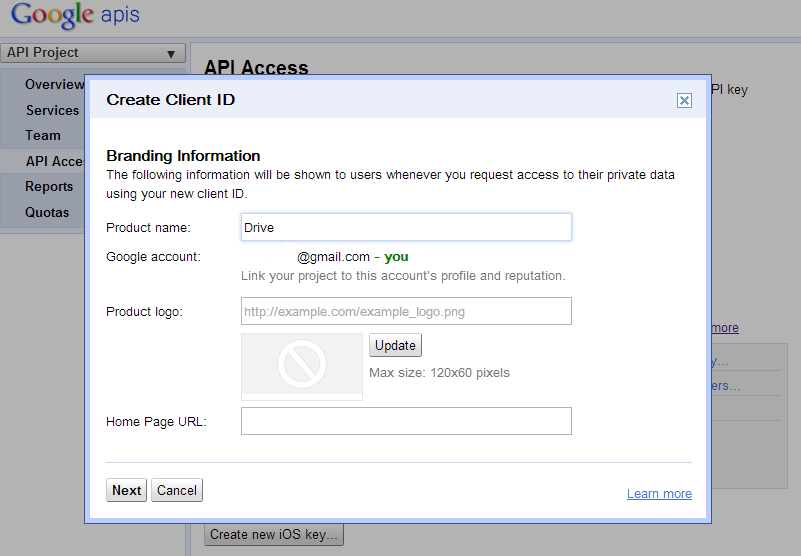 Google apis
API Project
Overview
Services
Team
API Acce
Reports
Quotas
API Access
PI key
Create Client ID
Branding Information
The following information will be shown to users whenever you request access to their private data
using your new client ID.
Product name: Drive
Google account: @gmail.com - you
Link your project to this account's profile and reputation.
Product logo: http://example.com/example_logo.png
Update
Max size: 120x60 pixels
Home Page URL:
Next Cancel
Learn more
more
y...
ers...
Create new iOS key...